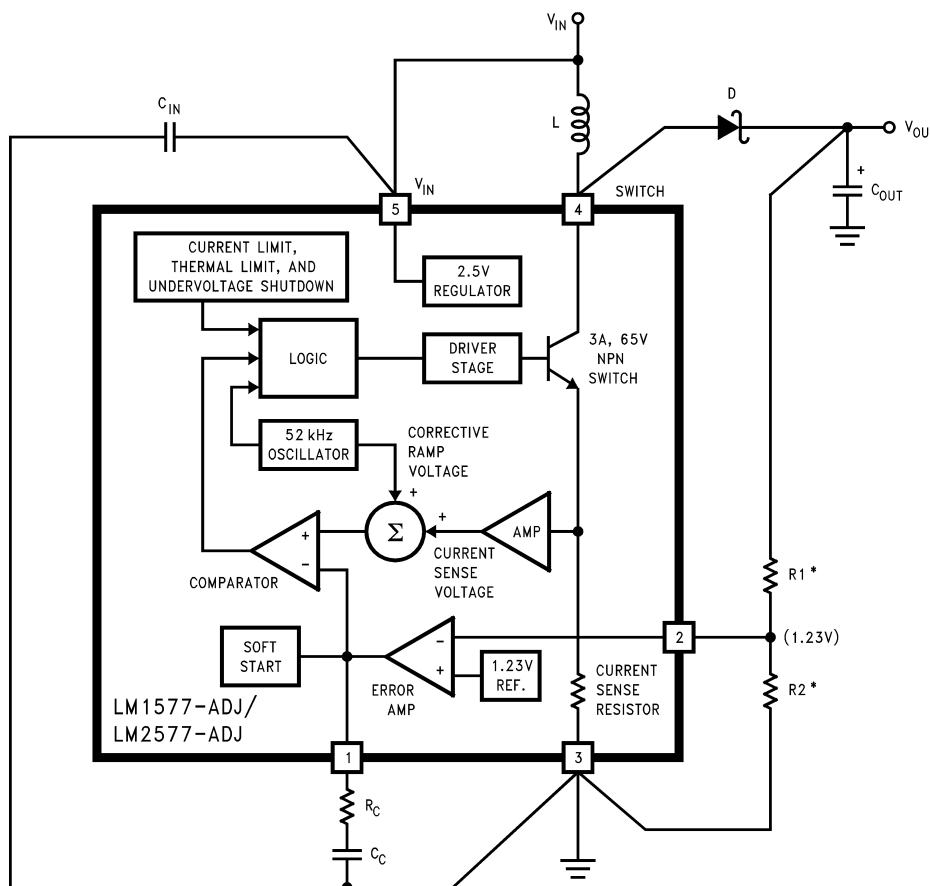 V_IN
D
C_IN
L
V_OU
+
C_OUT
V_IN
SWITCH
5
4
CURRENT LIMIT,
THERMAL LIMIT, AND
UNDERVOLTAGE SHUTDOWN
2.5V
REGULATOR
LOGIC
DRIVER
STAGE
3A, 65V
NPN
SWITCH
52 kHz
OSCILLATOR
CORRECTIVE
RAMP
VOLTAGE
+
+
Σ
AMP
+
−
COMPARATOR
CURRENT
SENSE
VOLTAGE
R1*
2
(1.23V)
SOFT
START
−
+
1.23V
REF.
ERROR
AMP
CURRENT
SENSE
RESISTOR
R2*
LM1577-ADJ/
LM2577-ADJ
1
3
R_C
C_C